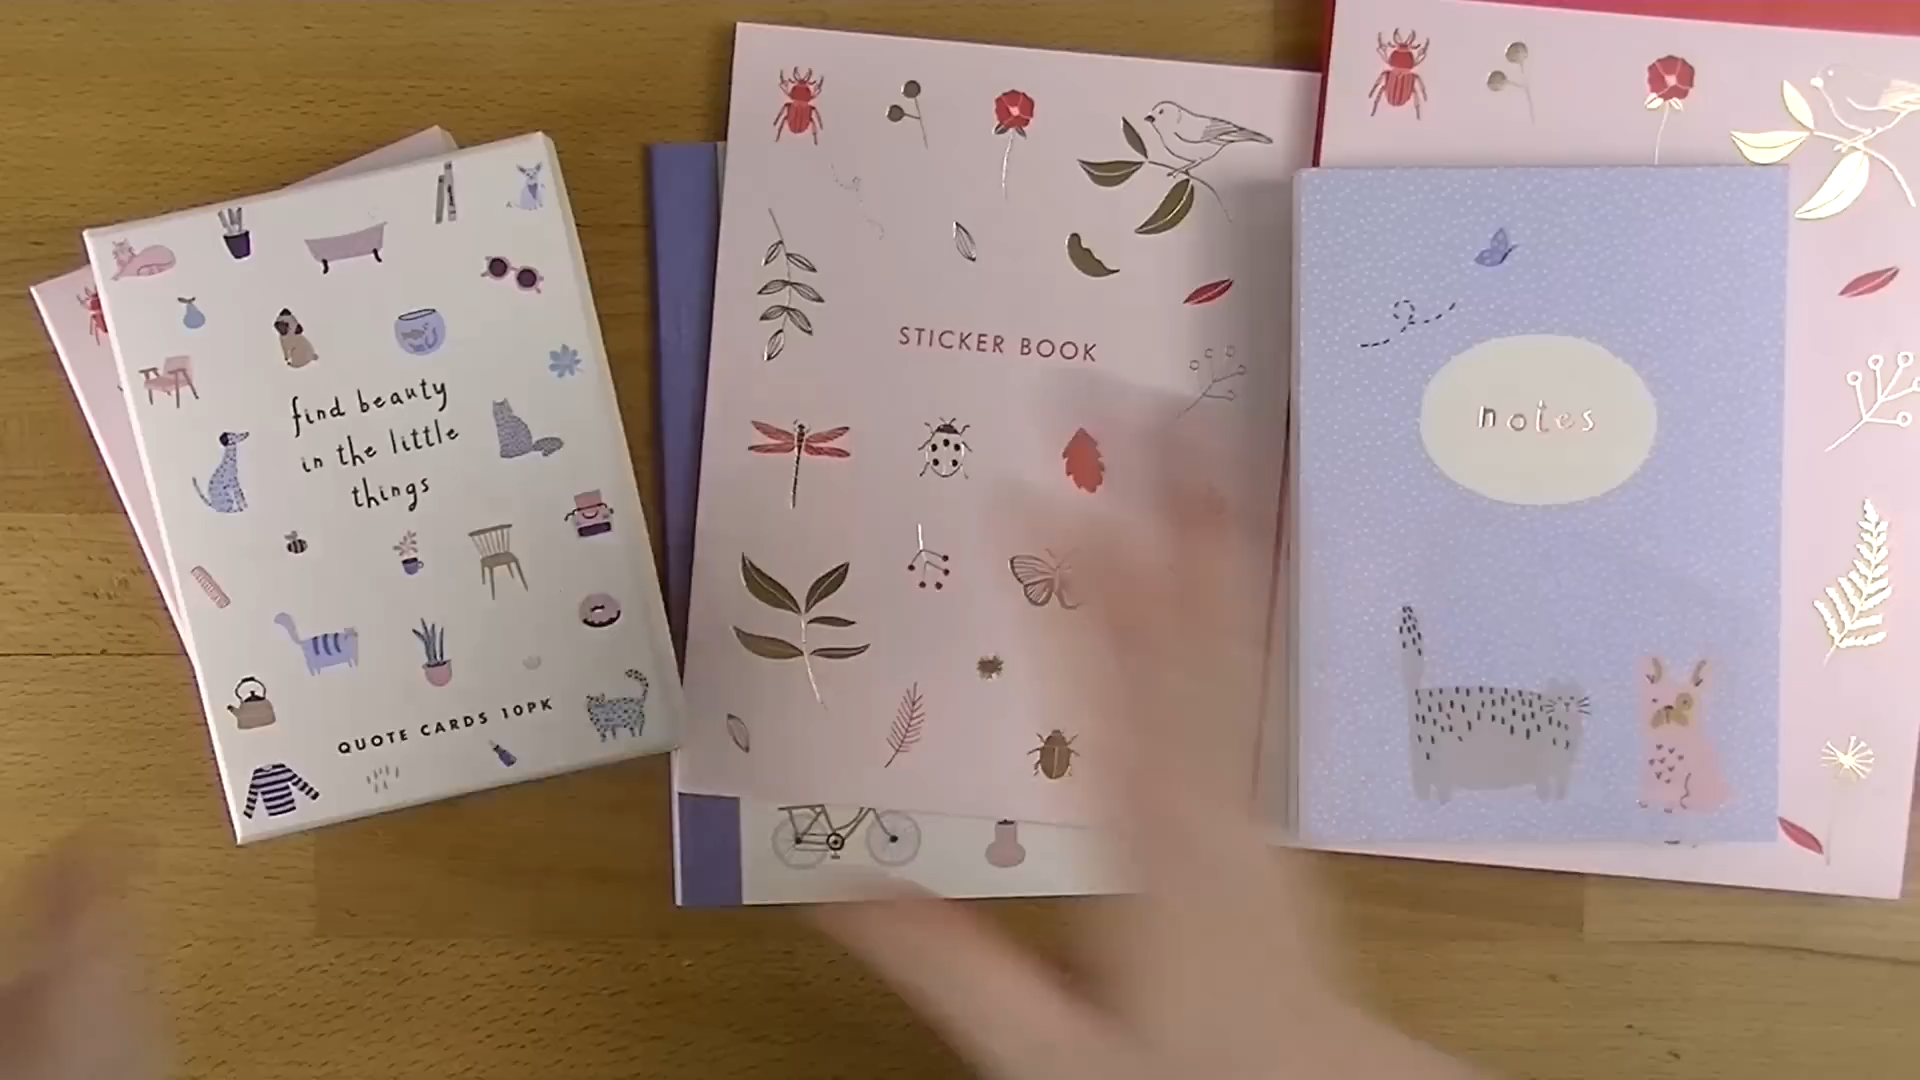 find beauty
in the little
things
QUOTE CARDS 10PK
STICKER BOOK
notes